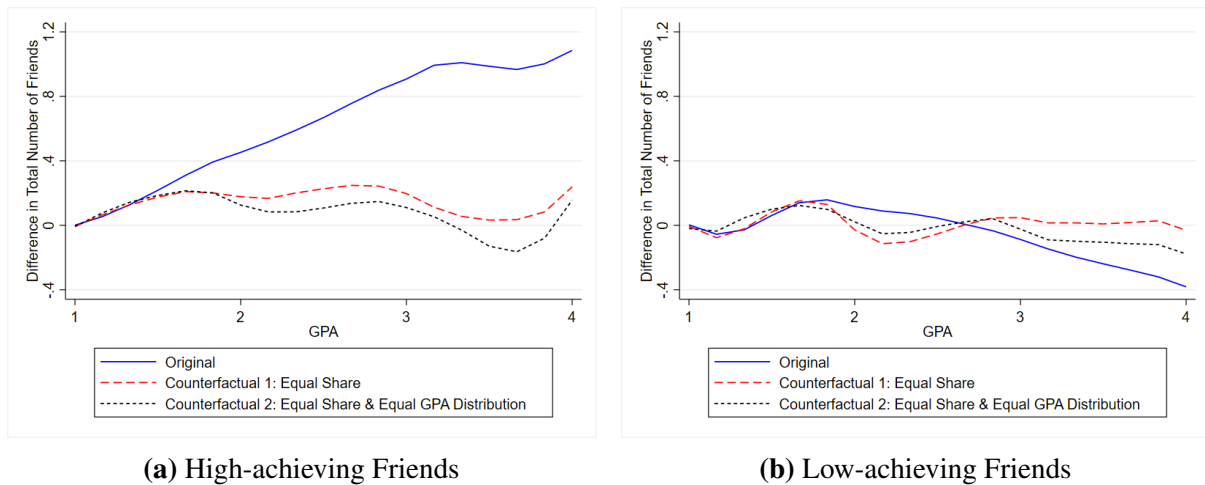 Difference in Total Number of Friends
1.2
.8
.4
0
-.4
1
2
3
4
GPA
Original
Counterfactual 1: Equal Share
Counterfactual 2: Equal Share & Equal GPA Distribution
(a) High-achieving Friends
Difference in Total Number of Friends
1.2
.8
.4
0
-.4
1
2
3
4
GPA
Original
Counterfactual 1: Equal Share
Counterfactual 2: Equal Share & Equal GPA Distribution
(b) Low-achieving Friends